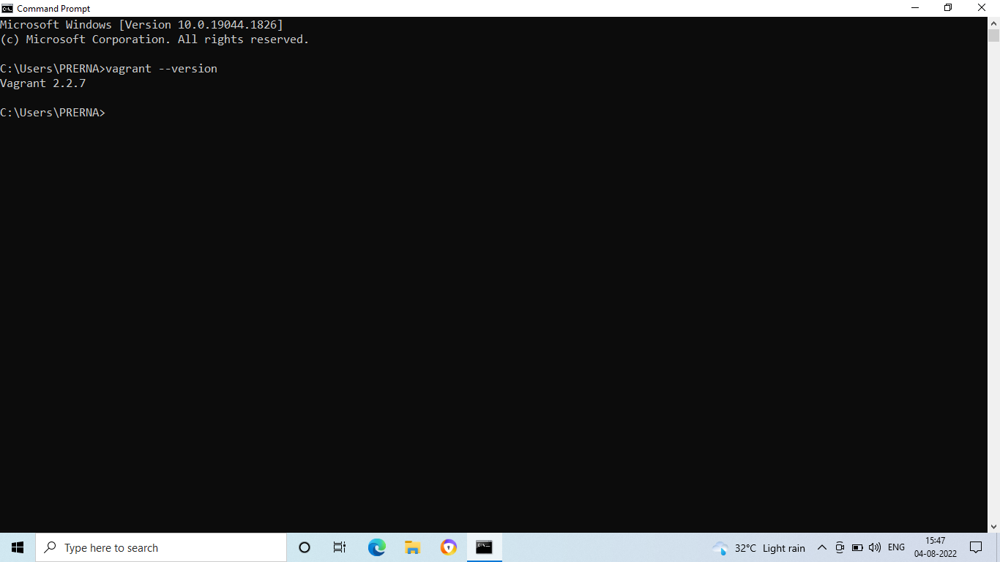 Command Prompt
Microsoft Windows [Version 10.0.19044.1826]
(c) Microsoft Corporation. All rights reserved.
C:\Users\PRERNA>vagrant --version
Vagrant 2.2.7
C:\Users\PRERNA>
Type here to search
32°C Light rain
ENG
15:47
04-08-2022